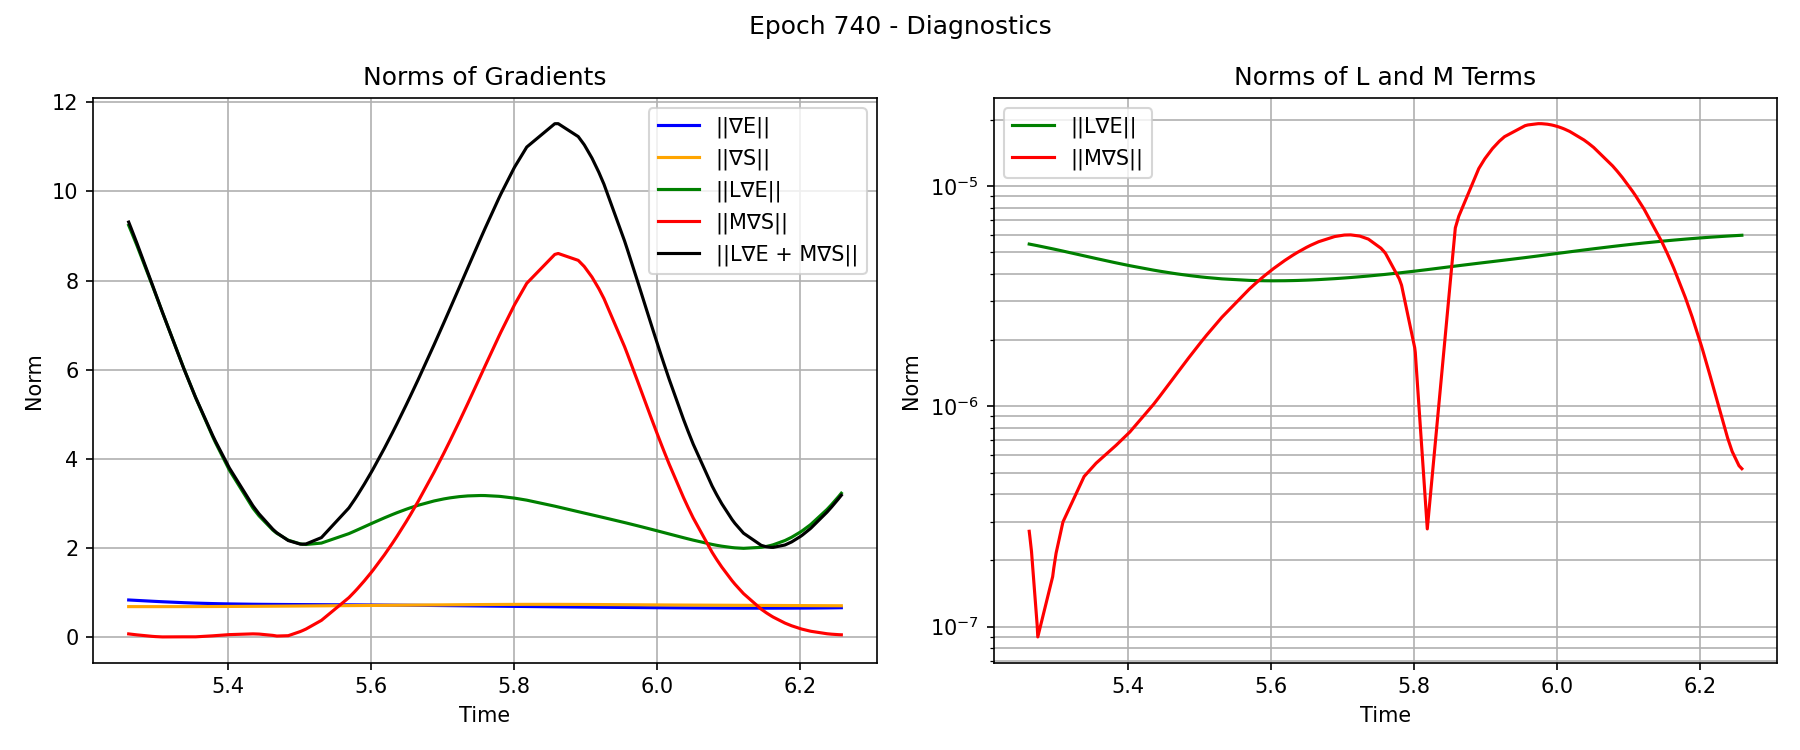 Epoch 740 - Diagnostics
Norms of Gradients
12
10
8
6
4
2
0
Norm
5.4
5.6
5.8
6.0
6.2
Time
||∇E||
||∇S||
||L∇E||
||M∇S||
||L∇E + M∇S||
Norms of L and M Terms
10⁻⁵
10⁻⁶
10⁻⁷
Norm
5.4
5.6
5.8
6.0
6.2
Time
||L∇E||
||M∇S||